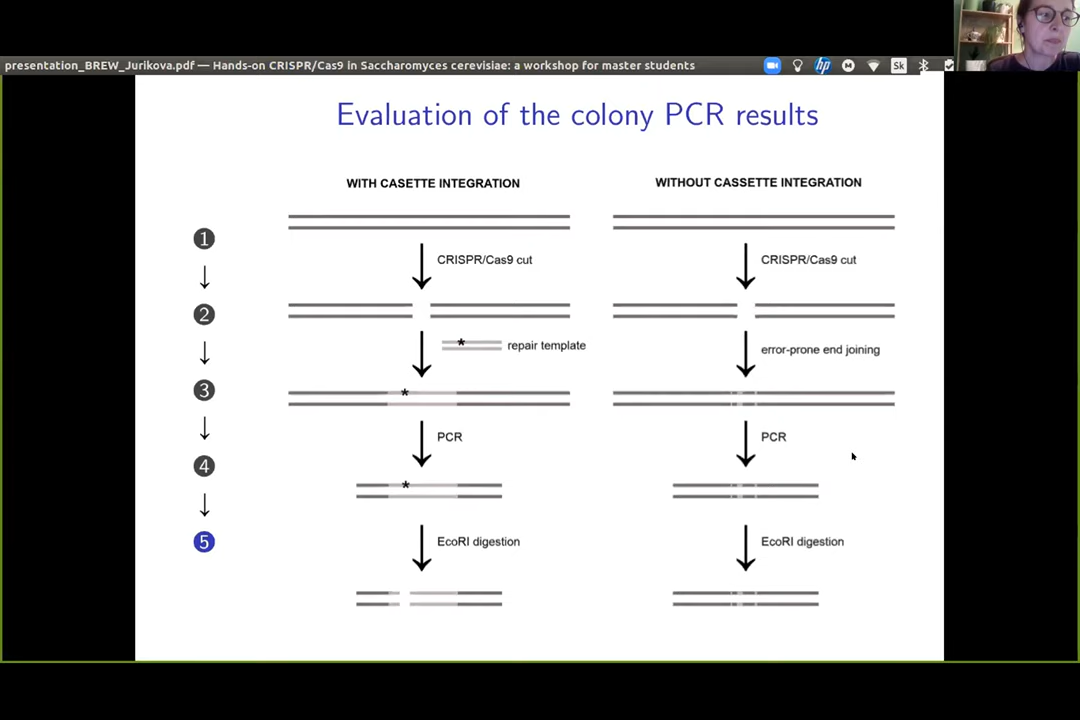 presentation_BREW_Jurikova.pdf — Hands-on CRISPR/Cas9 in Saccharomyces cerevisiae: a workshop for master students
hp
M
Sk
Evaluation of the colony PCR results
WITH CASETTE INTEGRATION
WITHOUT CASSETTE INTEGRATION
1
CRISPR/Cas9 cut
CRISPR/Cas9 cut
2
* repair template
error-prone end joining
3
*
PCR
PCR
4
*
5
EcoRI digestion
EcoRI digestion